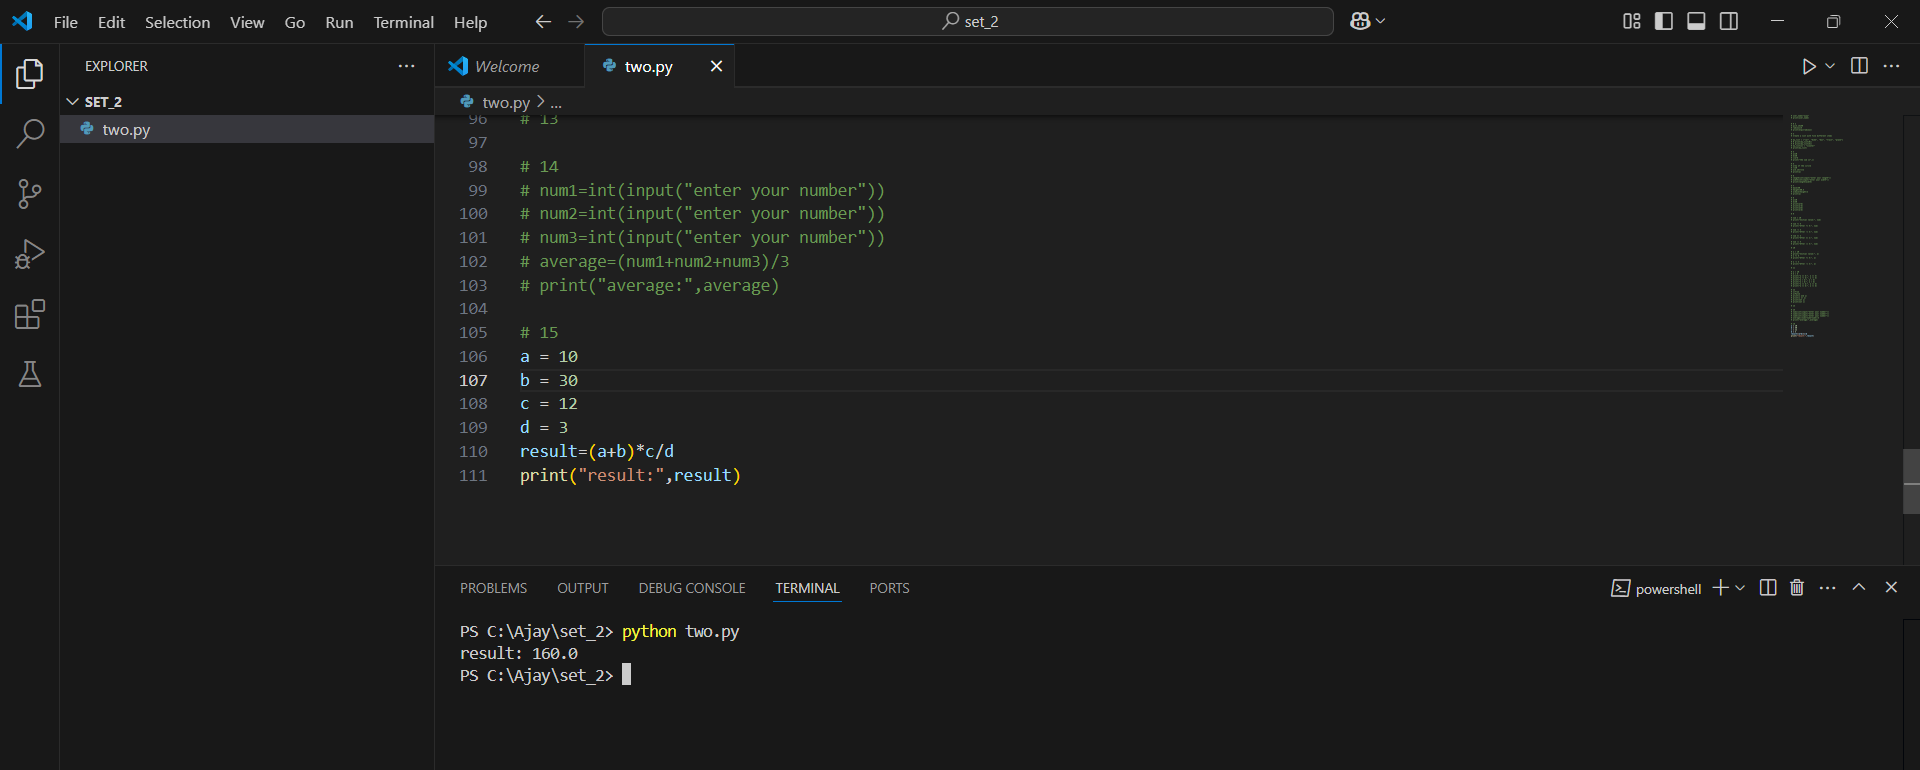 File Edit Selection View Go Run Terminal Help
set_2
EXPLORER
SET_2
two.py
Welcome
two.py
two.py > ...
96 # 13
97
98 # 14
99 # num1=int(input("enter your number"))
100 # num2=int(input("enter your number"))
101 # num3=int(input("enter your number"))
102 # average=(num1+num2+num3)/3
103 # print("average:",average)
104
105 # 15
106 a = 10
107 b = 30
108 c = 12
109 d = 3
110 result=(a+b)*c/d
111 print("result:",result)
PROBLEMS OUTPUT DEBUG CONSOLE TERMINAL PORTS
powershell
PS C:\Ajay\set_2> python two.py
result: 160.0
PS C:\Ajay\set_2>